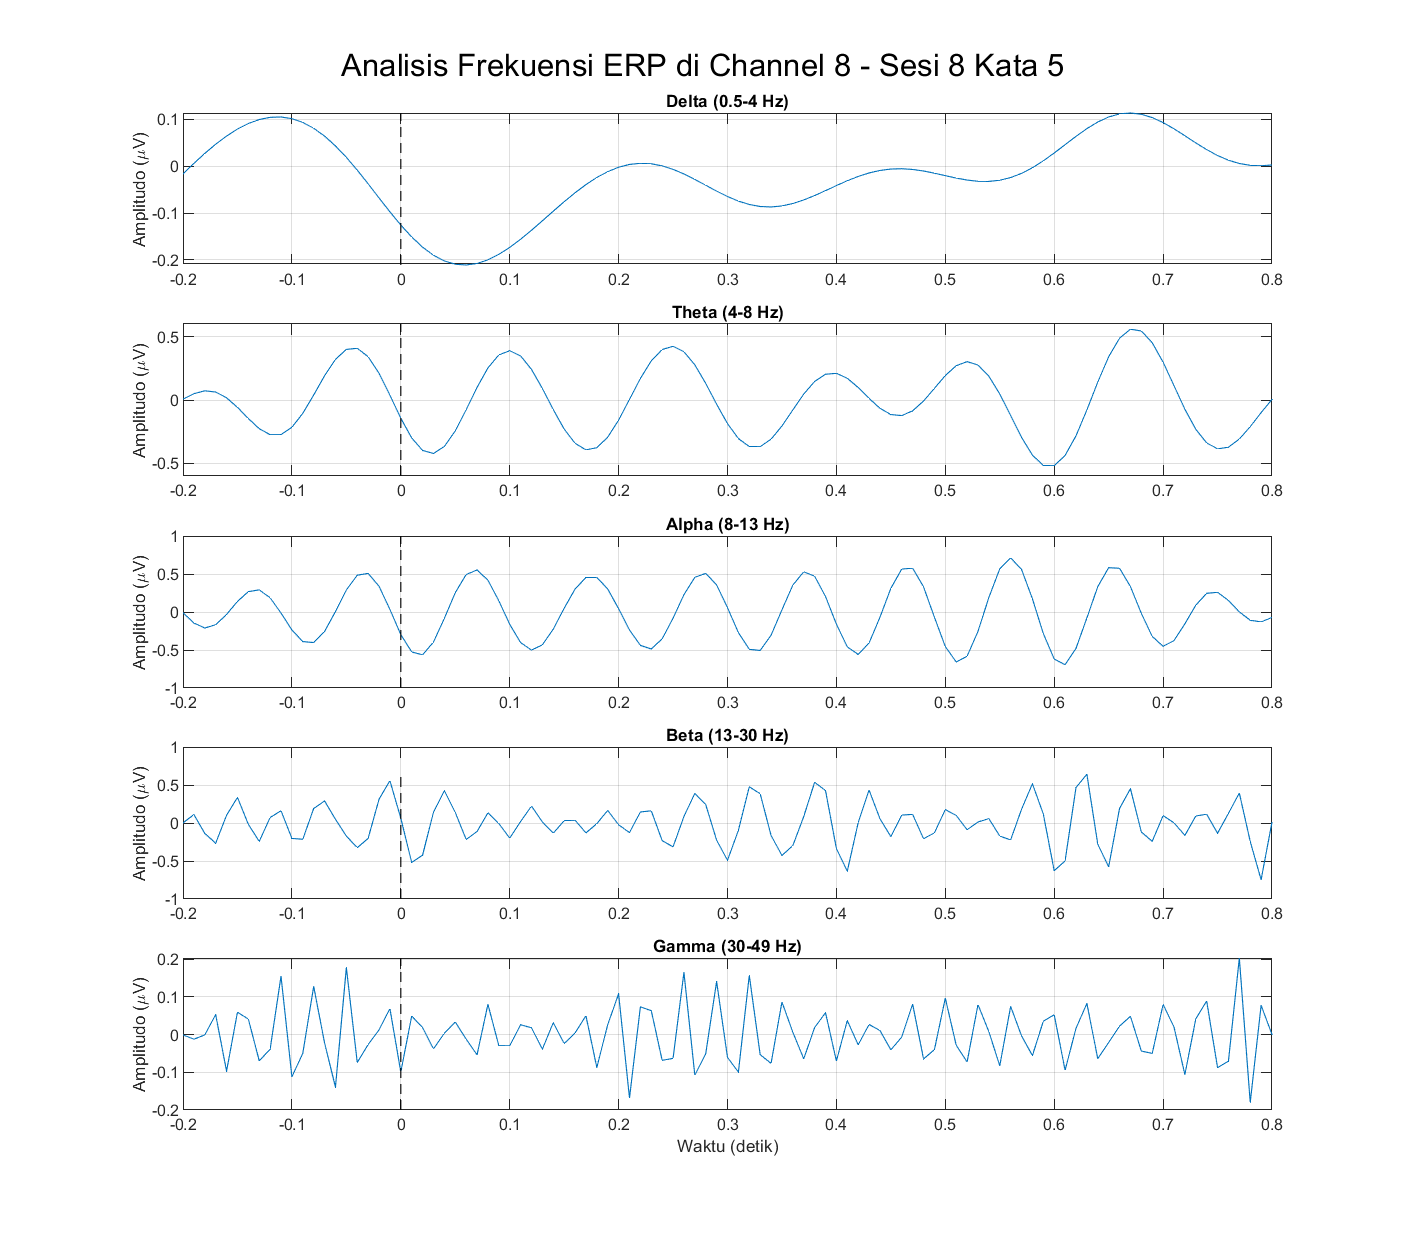 Analisis Frekuensi ERP di Channel 8 - Sesi 8 Kata 5
Delta (0.5-4 Hz)
Amplitudo (μV)
0.1
0
-0.1
-0.2
-0.2 -0.1 0 0.1 0.2 0.3 0.4 0.5 0.6 0.7 0.8
Theta (4-8 Hz)
Amplitudo (μV)
0.5
0
-0.5
-0.2 -0.1 0 0.1 0.2 0.3 0.4 0.5 0.6 0.7 0.8
Alpha (8-13 Hz)
Amplitudo (μV)
1
0.5
0
-0.5
-1
-0.2 -0.1 0 0.1 0.2 0.3 0.4 0.5 0.6 0.7 0.8
Beta (13-30 Hz)
Amplitudo (μV)
1
0.5
0
-0.5
-1
-0.2 -0.1 0 0.1 0.2 0.3 0.4 0.5 0.6 0.7 0.8
Gamma (30-49 Hz)
Amplitudo (μV)
0.2
0.1
0
-0.1
-0.2
-0.2 -0.1 0 0.1 0.2 0.3 0.4 0.5 0.6 0.7 0.8
Waktu (detik)